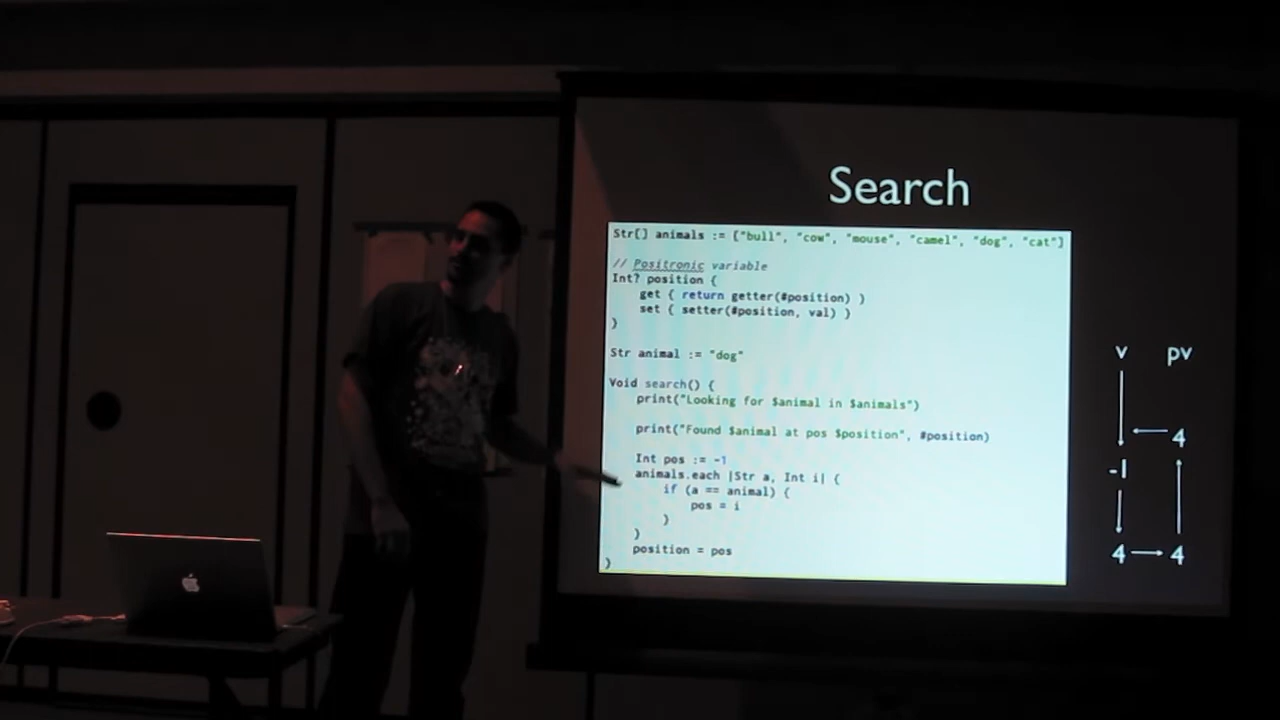 Search
Str[] animals := ["bull", "cow", "mouse", "camel", "dog", "cat"]
// Positronic variable
Int? position {
get { return getter(#position) }
set { setter(#position, val) }
}
Str animal := "dog"
Void search() {
print("Looking for $animal in $animals")
print("Found $animal at pos $position", #position)
Int pos := -1
animals.each |Str a, Int i| {
if (a == animal) {
pos = i
}
}
position = pos
}
v pv
4
-1
4 4